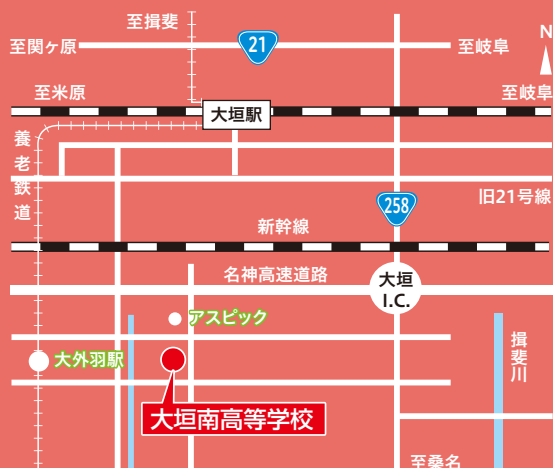 至揖斐
至関ヶ原
21
至岐阜
N
至米原
大垣駅
至岐阜
養老鉄道
旧21号線
258
新幹線
名神高速道路
大垣
I.C.
アスピック
大外羽駅
揖斐川
大垣南高等学校
至桑名